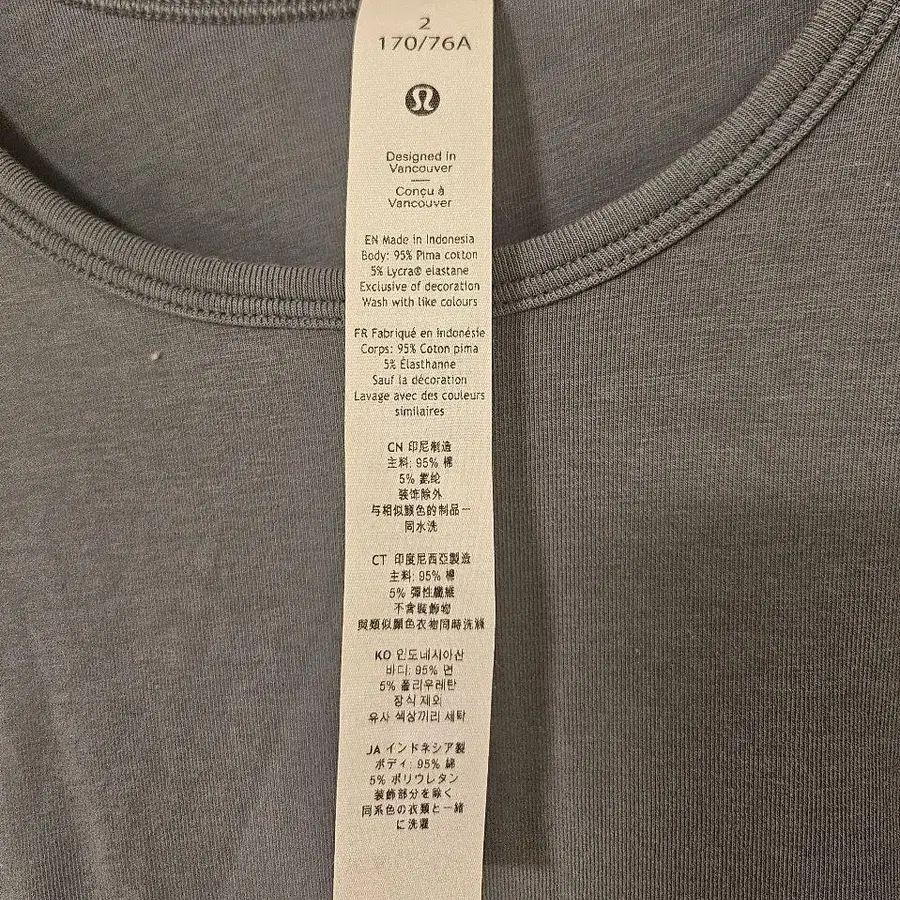 2
170/76A
Designed in
Vancouver
Conçu à
Vancouver
EN Made in Indonesia
Body: 95% Pima cotton
5% Lycra® elastane
Exclusive of decoration
Wash with like colours
FR Fabriqué en Indonésie
Corps: 95% Coton pima
5% Élasthanne
Sauf la décoration
Lavage avec des couleurs
similaires
CN 印尼制造
主料: 95% 棉
5% 氨纶
装饰除外
与相似颜色的制品一
同水洗
CT 印度尼西亞製造
主料: 95% 棉
5% 彈性纖維
不含裝飾物
與類似顏色衣物同時洗滌
KO 인도네시아산
바디: 95% 면
5% 폴리우레탄
장식 제외
유사 색상끼리 세탁
JA インドネシア製
ボディ: 95% 綿
5% ポリウレタン
装飾部分を除く
同系色の衣類と一緒
に洗濯